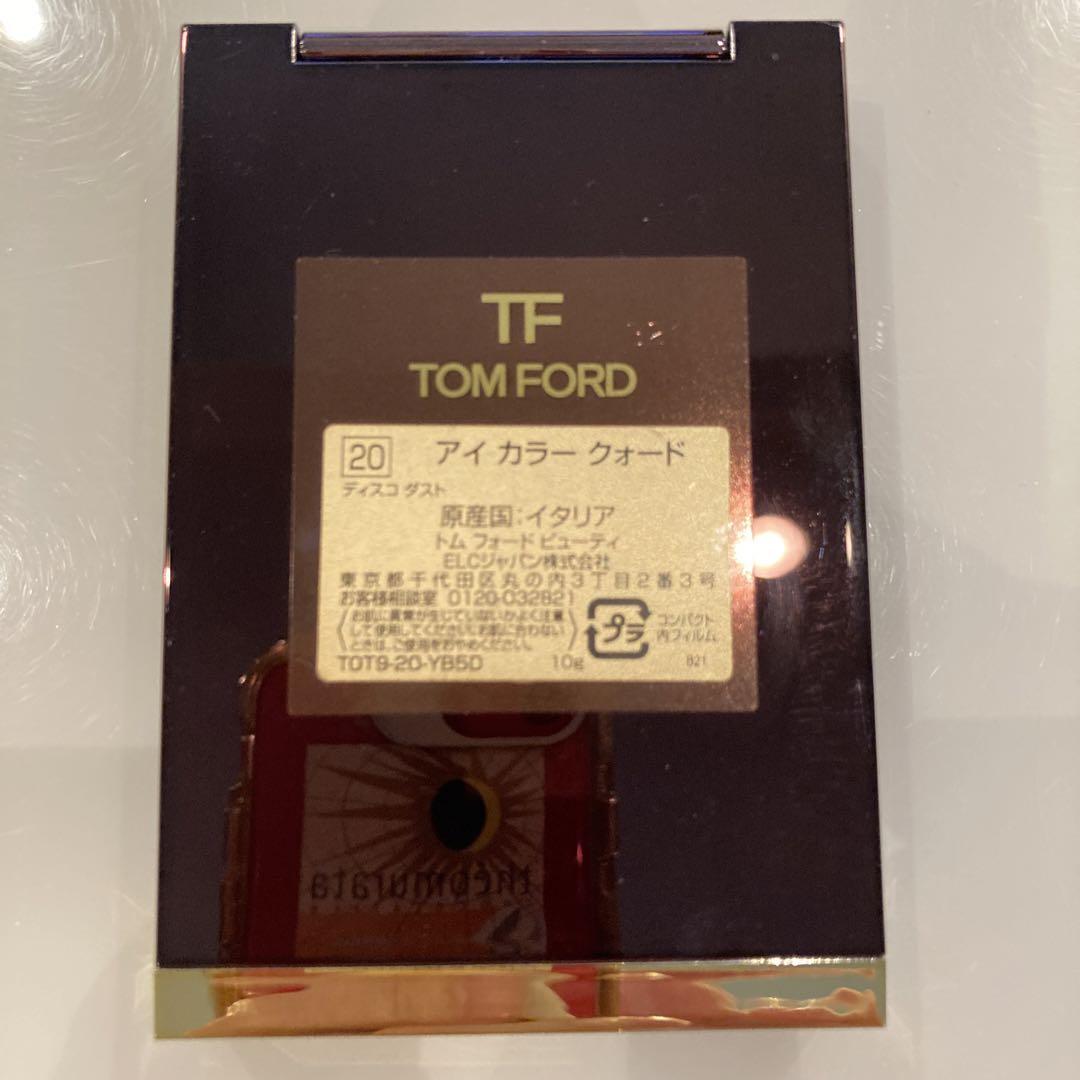 TF
TOM FORD
20 アイ カラー クォード
ディスコ ダスト
原産国:イタリア
トム フォード ビューティ
ELCジャパン株式会社
東京都千代田区丸の内3丁目2番3号
お客様相談室 0120-032821
お肌に異常が生じていないかよく注意
して使用してください。お肌に合わない
ときは、ご使用をおやめください。
プラ
コンパクト
内フィルム
T0T9-20-YB5D 10g B21